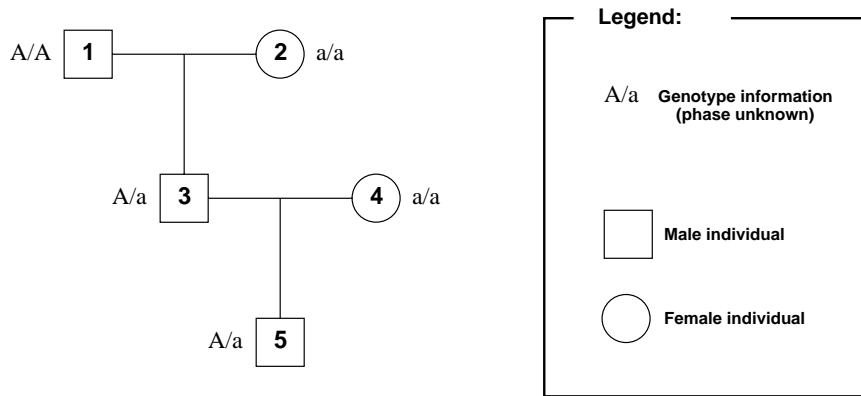 A/A 1 2 a/a
A/a 3 4 a/a
A/a 5
Legend:
A/a Genotype information
(phase unknown)
Male individual
Female individual